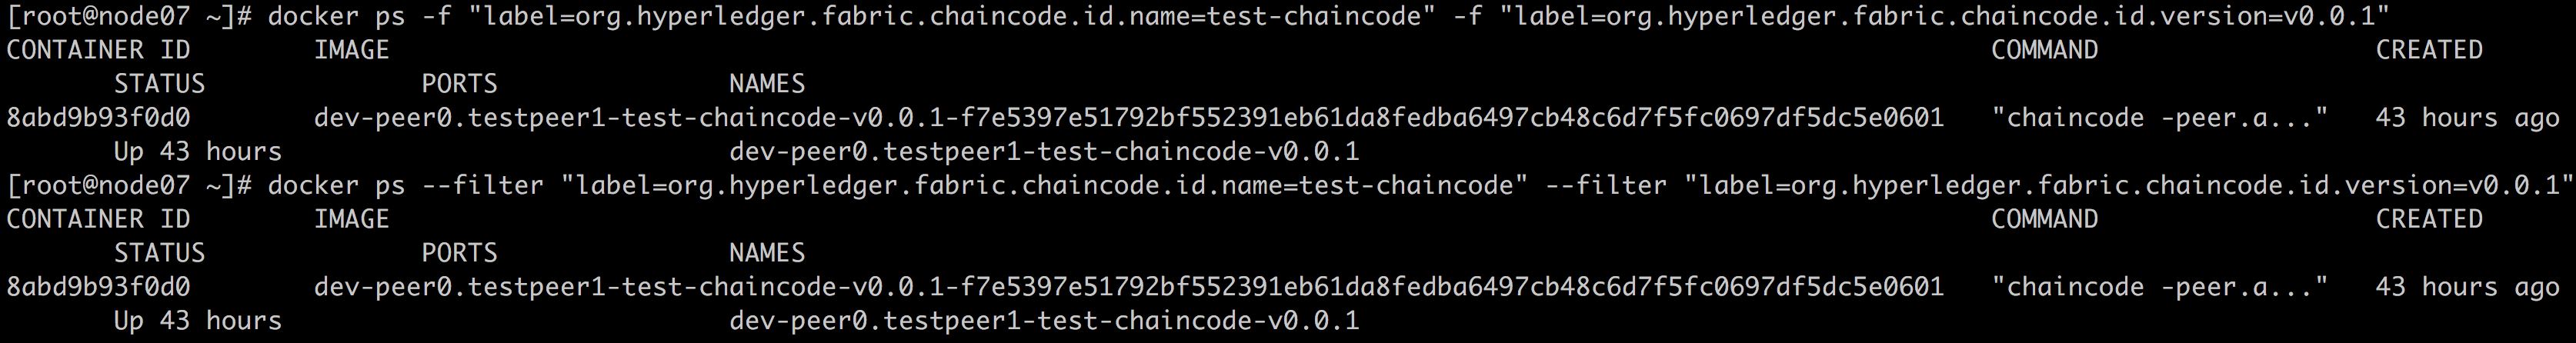 [root@node07 ~]# docker ps -f "label=org.hyperledger.fabric.chaincode.id.name=test-chaincode" -f "label=org.hyperledger.fabric.chaincode.id.version=v0.0.1"
CONTAINER ID        IMAGE                                                                                                        COMMAND                  CREATED
       STATUS              PORTS               NAMES
8abd9b93f0d0        dev-peer0.testpeer1-test-chaincode-v0.0.1-f7e5397e51792bf552391eb61da8fedba6497cb48c6d7f5fc0697df5dc5e0601   "chaincode -peer.a..."   43 hours ago
       Up 43 hours                             dev-peer0.testpeer1-test-chaincode-v0.0.1
[root@node07 ~]# docker ps --filter "label=org.hyperledger.fabric.chaincode.id.name=test-chaincode" --filter "label=org.hyperledger.fabric.chaincode.id.version=v0.0.1"
CONTAINER ID        IMAGE                                                                                                        COMMAND                  CREATED
       STATUS              PORTS               NAMES
8abd9b93f0d0        dev-peer0.testpeer1-test-chaincode-v0.0.1-f7e5397e51792bf552391eb61da8fedba6497cb48c6d7f5fc0697df5dc5e0601   "chaincode -peer.a..."   43 hours ago
       Up 43 hours                             dev-peer0.testpeer1-test-chaincode-v0.0.1